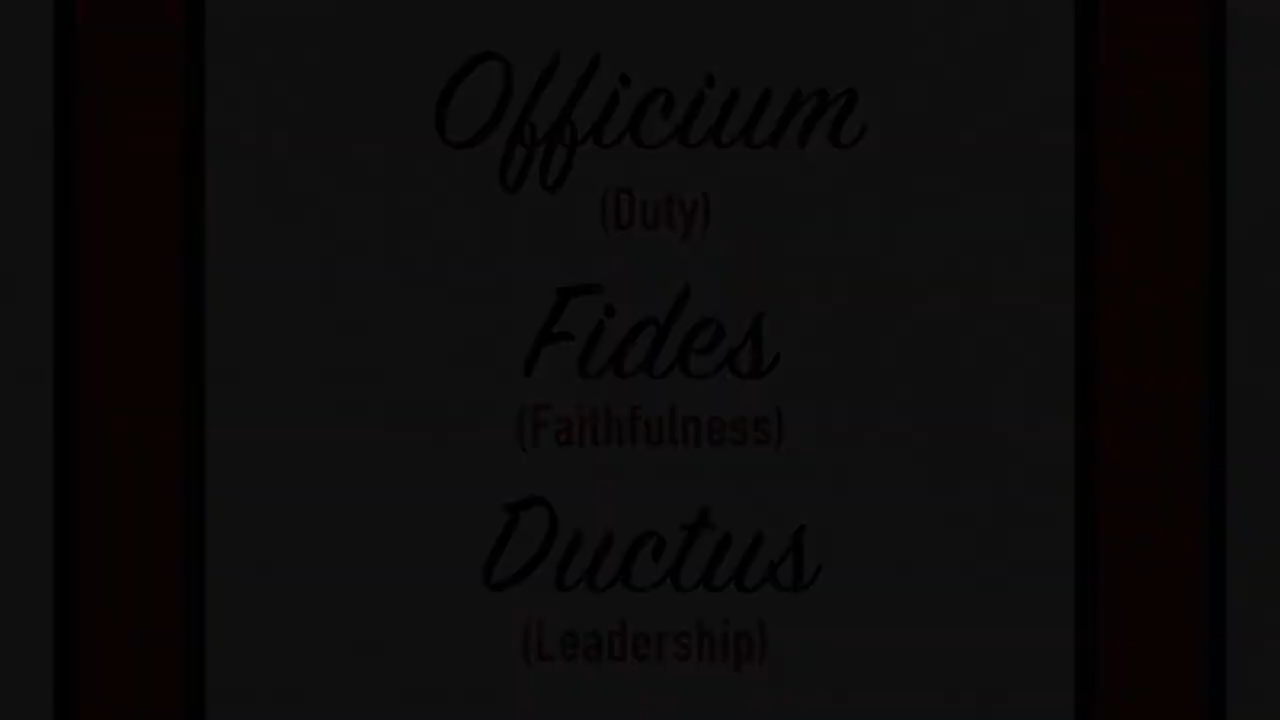 Officium
(Duty)
Fides
(Faithfulness)
Ductus
(Leadership)